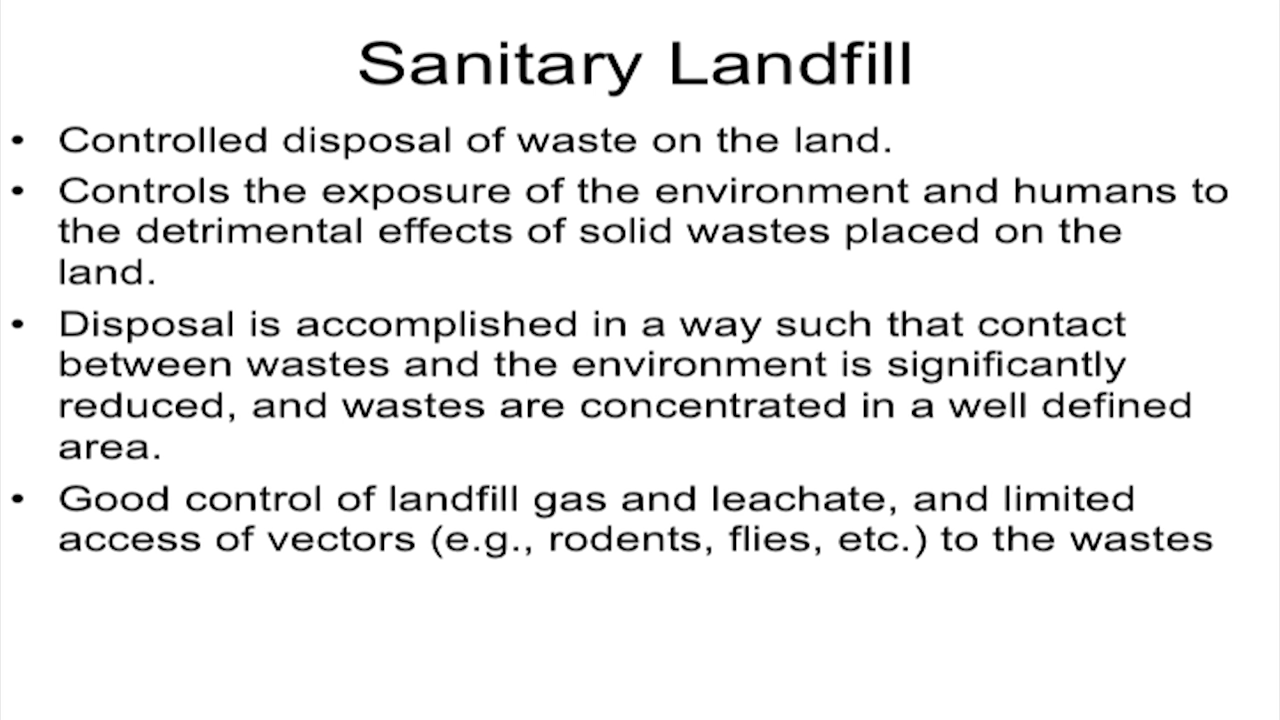 Sanitary Landfill
• Controlled disposal of waste on the land.
• Controls the exposure of the environment and humans to
the detrimental effects of solid wastes placed on the
land.
• Disposal is accomplished in a way such that contact
between wastes and the environment is significantly
reduced, and wastes are concentrated in a well defined
area.
• Good control of landfill gas and leachate, and limited
access of vectors (e.g., rodents, flies, etc.) to the wastes